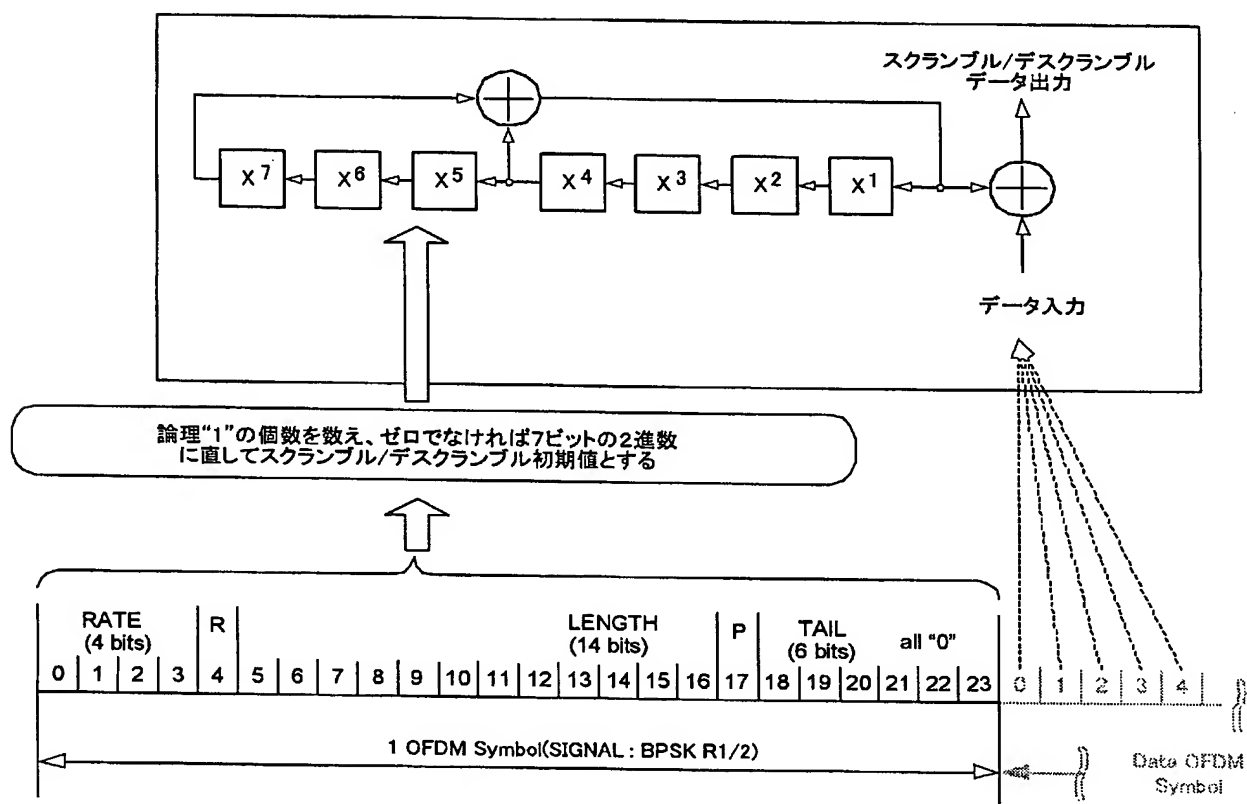 スクランブル/デスクランブル
データ出力
X7 X6 X5 X4 X3 X2 X1
データ入力
論理“1”の個数を数え、ゼロでなければ7ビットの2進数
に直してスクランブル/デスクランブル初期値とする
RATE
(4 bits)
R
LENGTH
(14 bits)
P
TAIL
(6 bits)
all “0”
0 1 2 3 4 5 6 7 8 9 10 11 12 13 14 15 16 17 18 19 20 21 22 23 0 1 2 3 4
1 OFDM Symbol(SIGNAL : BPSK R1/2)
Data OFDM
Symbol